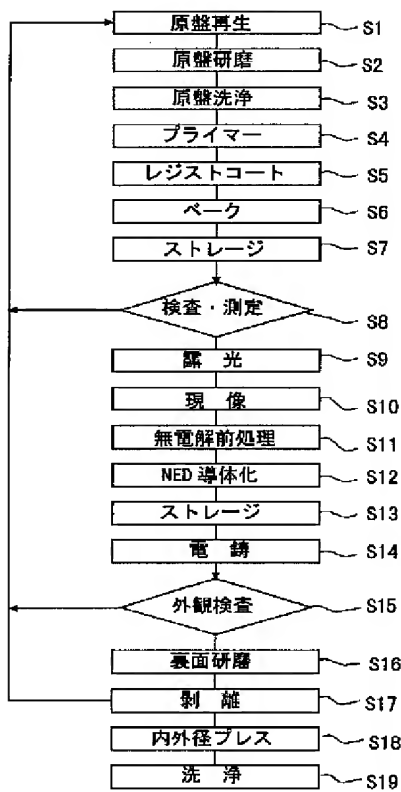 原盤再生 S1
原盤研磨 S2
原盤洗浄 S3
プライマー S4
レジストコート S5
ベーク S6
ストレージ S7
検査・測定 S8
露 光 S9
現 像 S10
無電解前処理 S11
NED 導体化 S12
ストレージ S13
電 鋳 S14
外観検査 S15
裏面研磨 S16
剥 離 S17
内外径プレス S18
洗 浄 S19